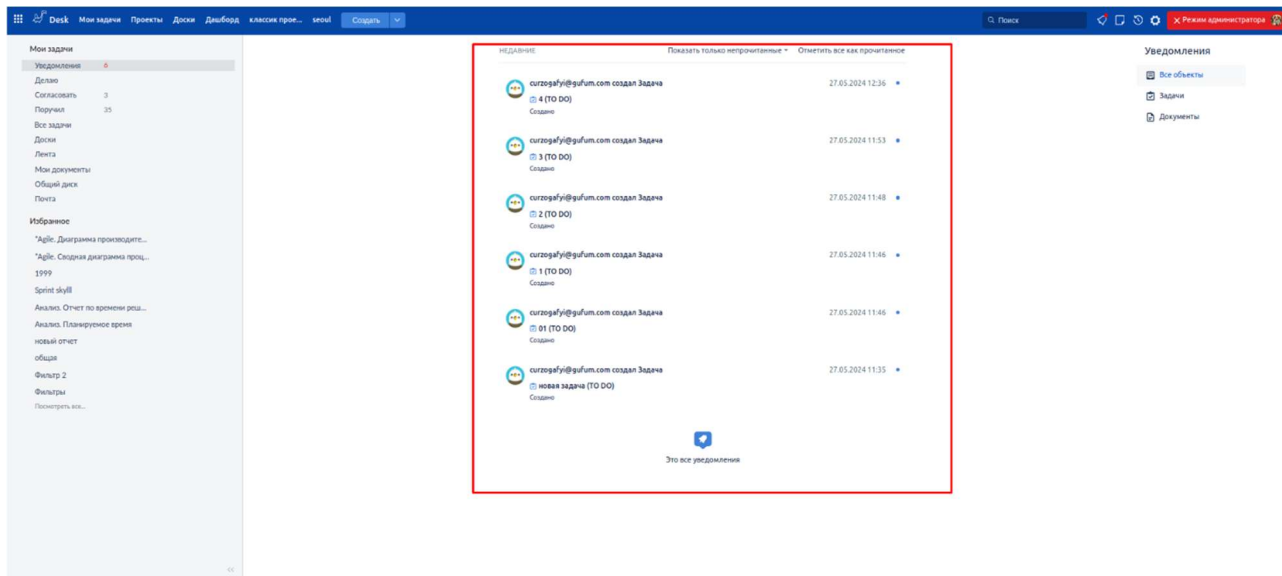 Desk Мои задачи Проекты Доски Дашборд классик прое... seoul Создать Поиск Режим администратора
Мои задачи
Уведомления 6
Делаю
Согласовать 3
Поручил 35
Все задачи
Доски
Лента
Мои документы
Общий диск
Почта
Избранное
"Agile. Диаграмма производите...
"Agile. Сводная диаграмма проц...
1999
Sprint skylll
Анализ. Отчет по времени реш...
Анализ. Планируемое время
новый отчет
общая
Фильтр 2
Фильтры
Посмотреть все...
НЕДАВНИЕ Показать только непрочитанные Отметить все как прочитанное
curzogafyi@gufum.com создал Задача 27.05.2024 12:36
4 (TO DO)
Создано
curzogafyi@gufum.com создал Задача 27.05.2024 11:53
3 (TO DO)
Создано
curzogafyi@gufum.com создал Задача 27.05.2024 11:48
2 (TO DO)
Создано
curzogafyi@gufum.com создал Задача 27.05.2024 11:46
1 (TO DO)
Создано
curzogafyi@gufum.com создал Задача 27.05.2024 11:46
01 (TO DO)
Создано
curzogafyi@gufum.com создал Задача 27.05.2024 11:35
новая задача (TO DO)
Создано
Это все уведомления
Уведомления
Все объекты
Задачи
Документы